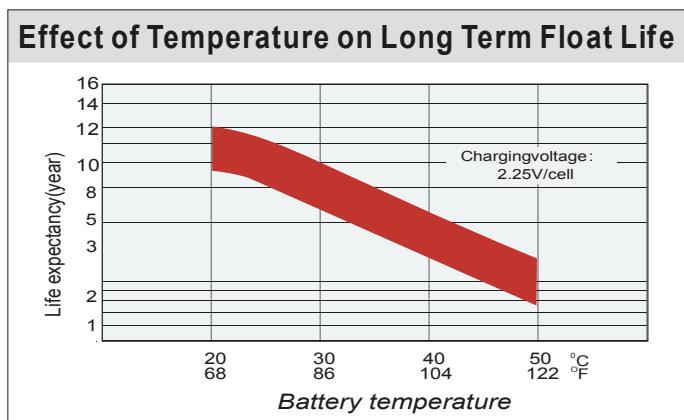 Effect of Temperature on Long Term Float Life
16
14
12
10
8
5
3
2
1
Life expectancy(year)
Chargingvoltage:
2.25V/cell
20 30 40 50 °C
68 86 104 122 °F
Battery temperature